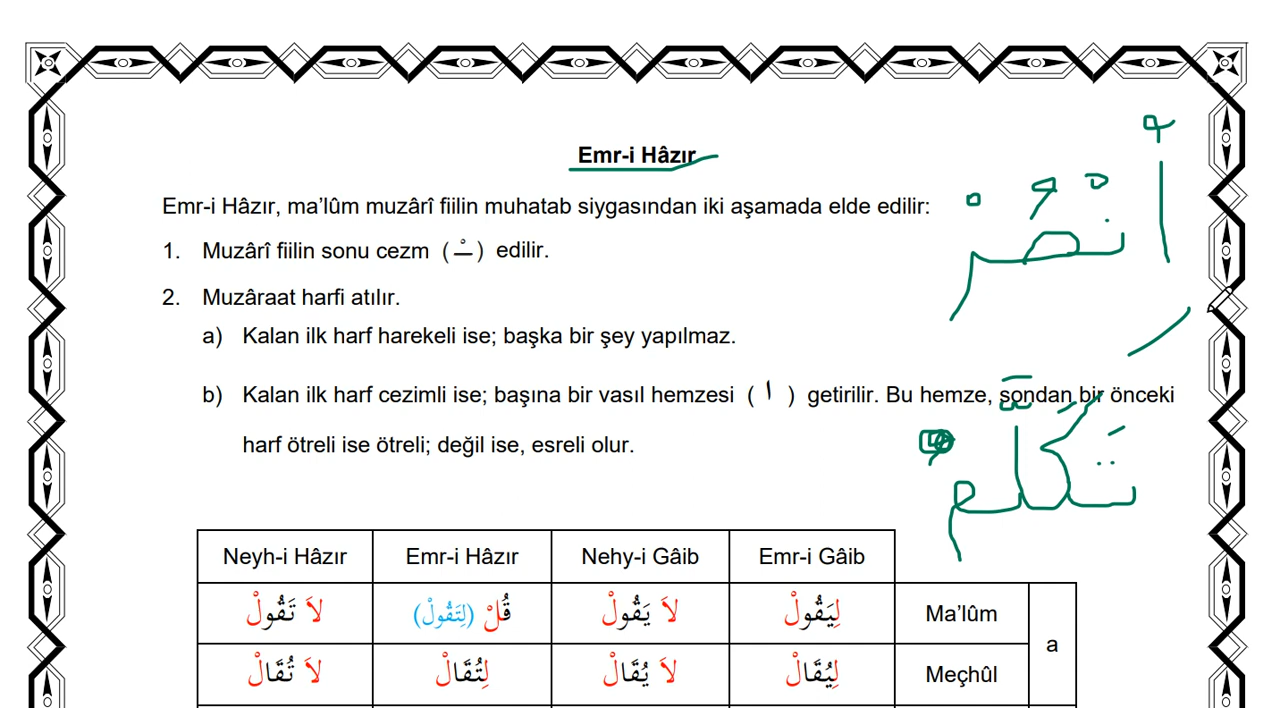 Emr-i Hâzır
Emr-i Hâzır, ma’lûm muzârî fiilin muhatab siygasından iki aşamada elde edilir:
1. Muzârî fiilin sonu cezm ( ـْ ) edilir.
2. Muzâraat harfi atılır.
a) Kalan ilk harf harekeli ise; başka bir şey yapılmaz.
b) Kalan ilk harf cezimli ise; başına bir vasıl hemzesi ( ا ) getirilir. Bu hemze, sondan bir önceki
harf ötreli ise ötreli; değil ise, esreli olur.
اُنْصُرْ
Neyh-i Hâzır Emr-i Hâzır Nehy-i Gâib Emr-i Gâib
لاَ تَقُولْ قُلْ (لِتَقُولْ) لاَ يَقُولْ لِيَقُولْ Ma’lûm
a
لاَ تُقَالْ لِتُقَالْ لاَ يُقَالْ لِيُقَالْ Meçhûl